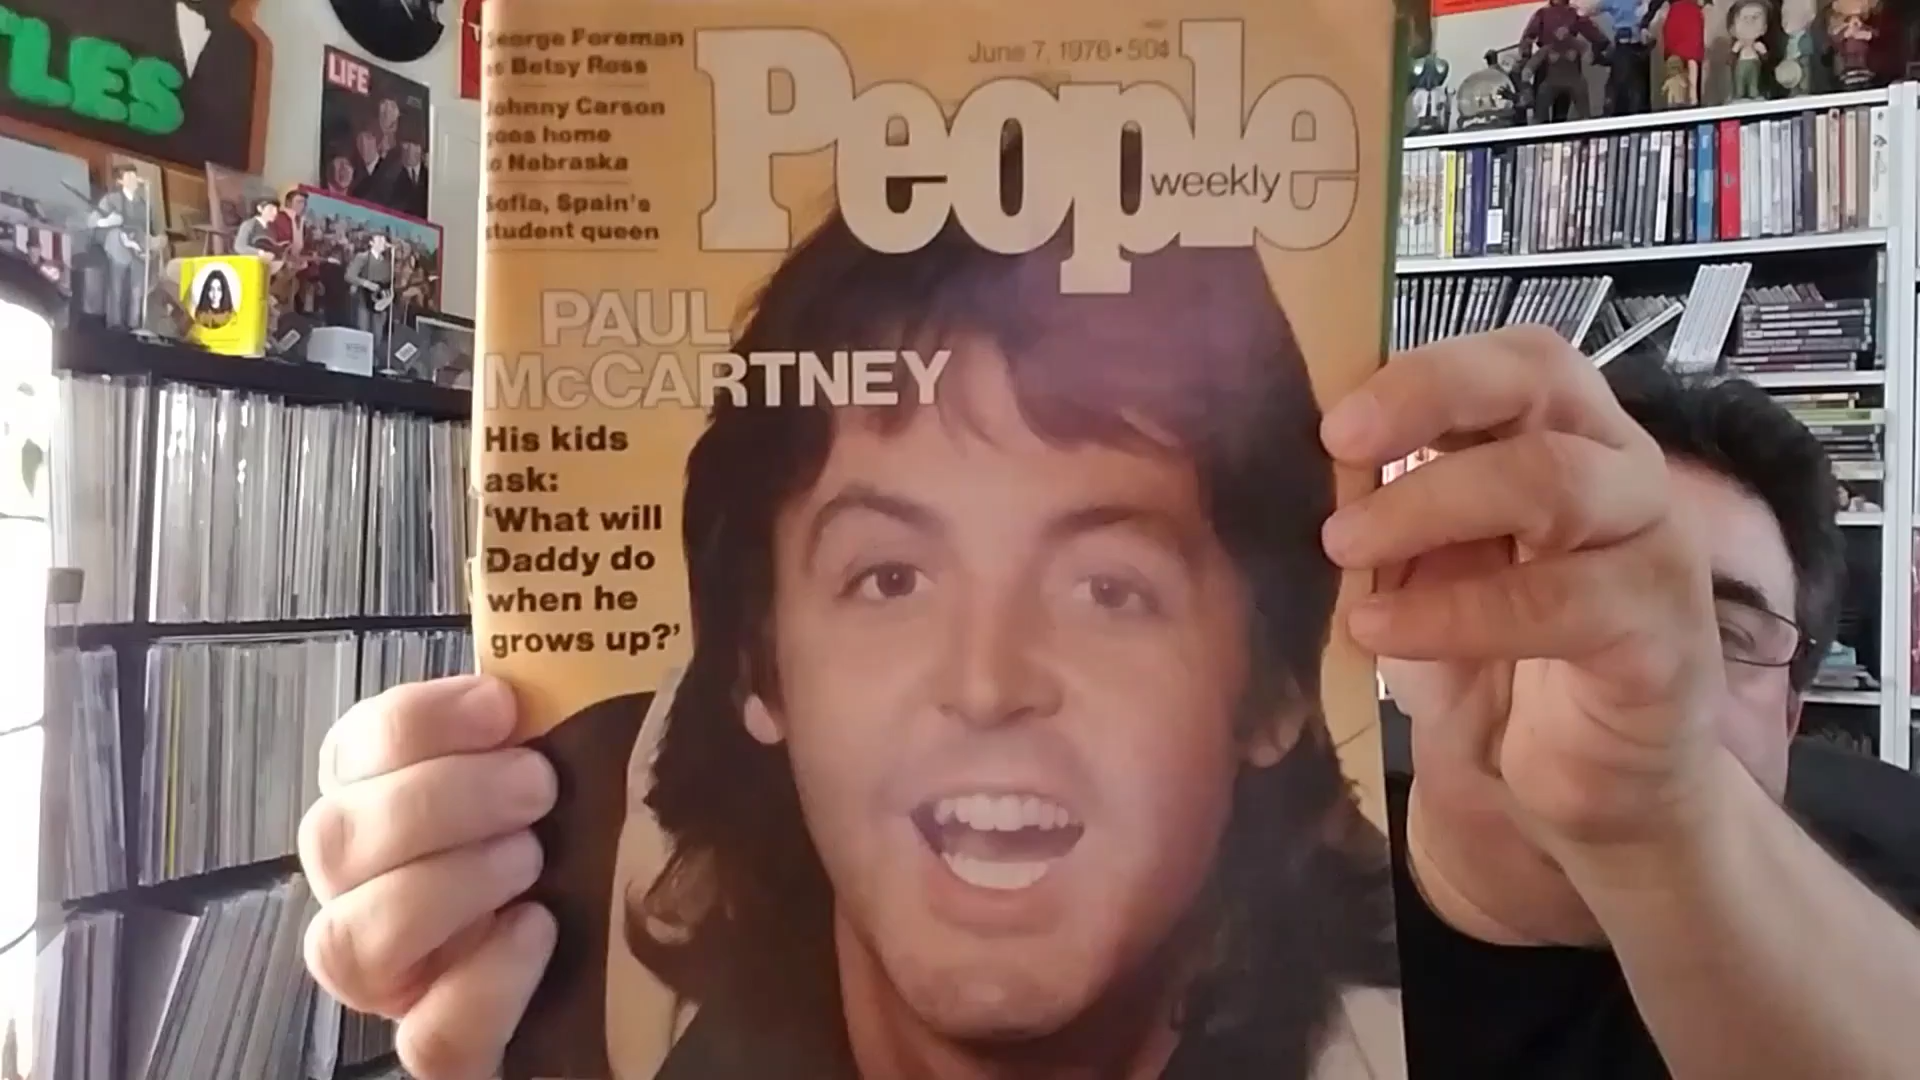 LES
LIFE
George Foreman
as Betsy Ross
Johnny Carson
goes home
to Nebraska
Sofia, Spain's
student queen
June 7, 1976 • 50¢
People
weekly
PAUL
McCARTNEY
His kids
ask:
'What will
Daddy do
when he
grows up?'